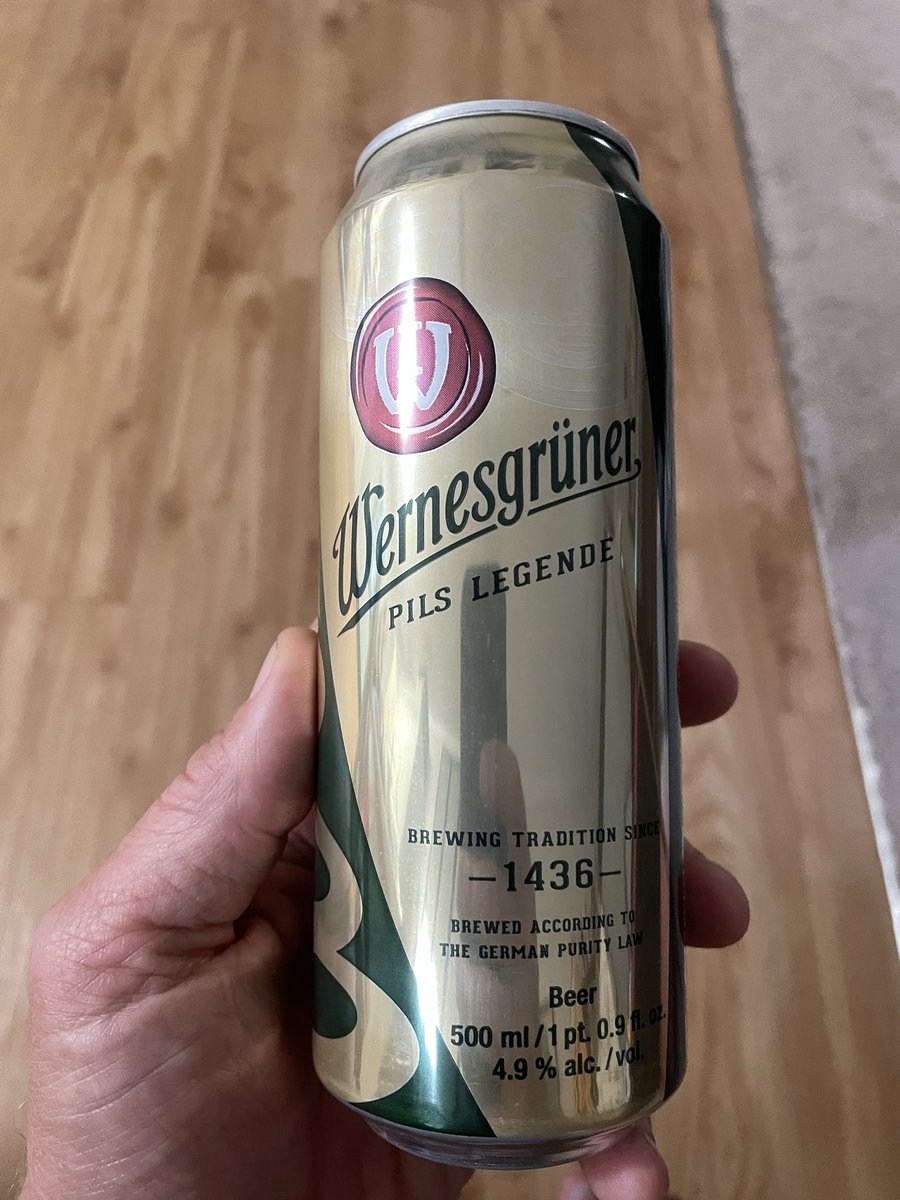 W
Wernesgrüner
PILS LEGENDE
BREWING TRADITION SINCE
—1436—
BREWED ACCORDING TO
THE GERMAN PURITY LAW
Beer
500 ml / 1 pt. 0.9 fl. oz.
4.9 % alc. / vol.